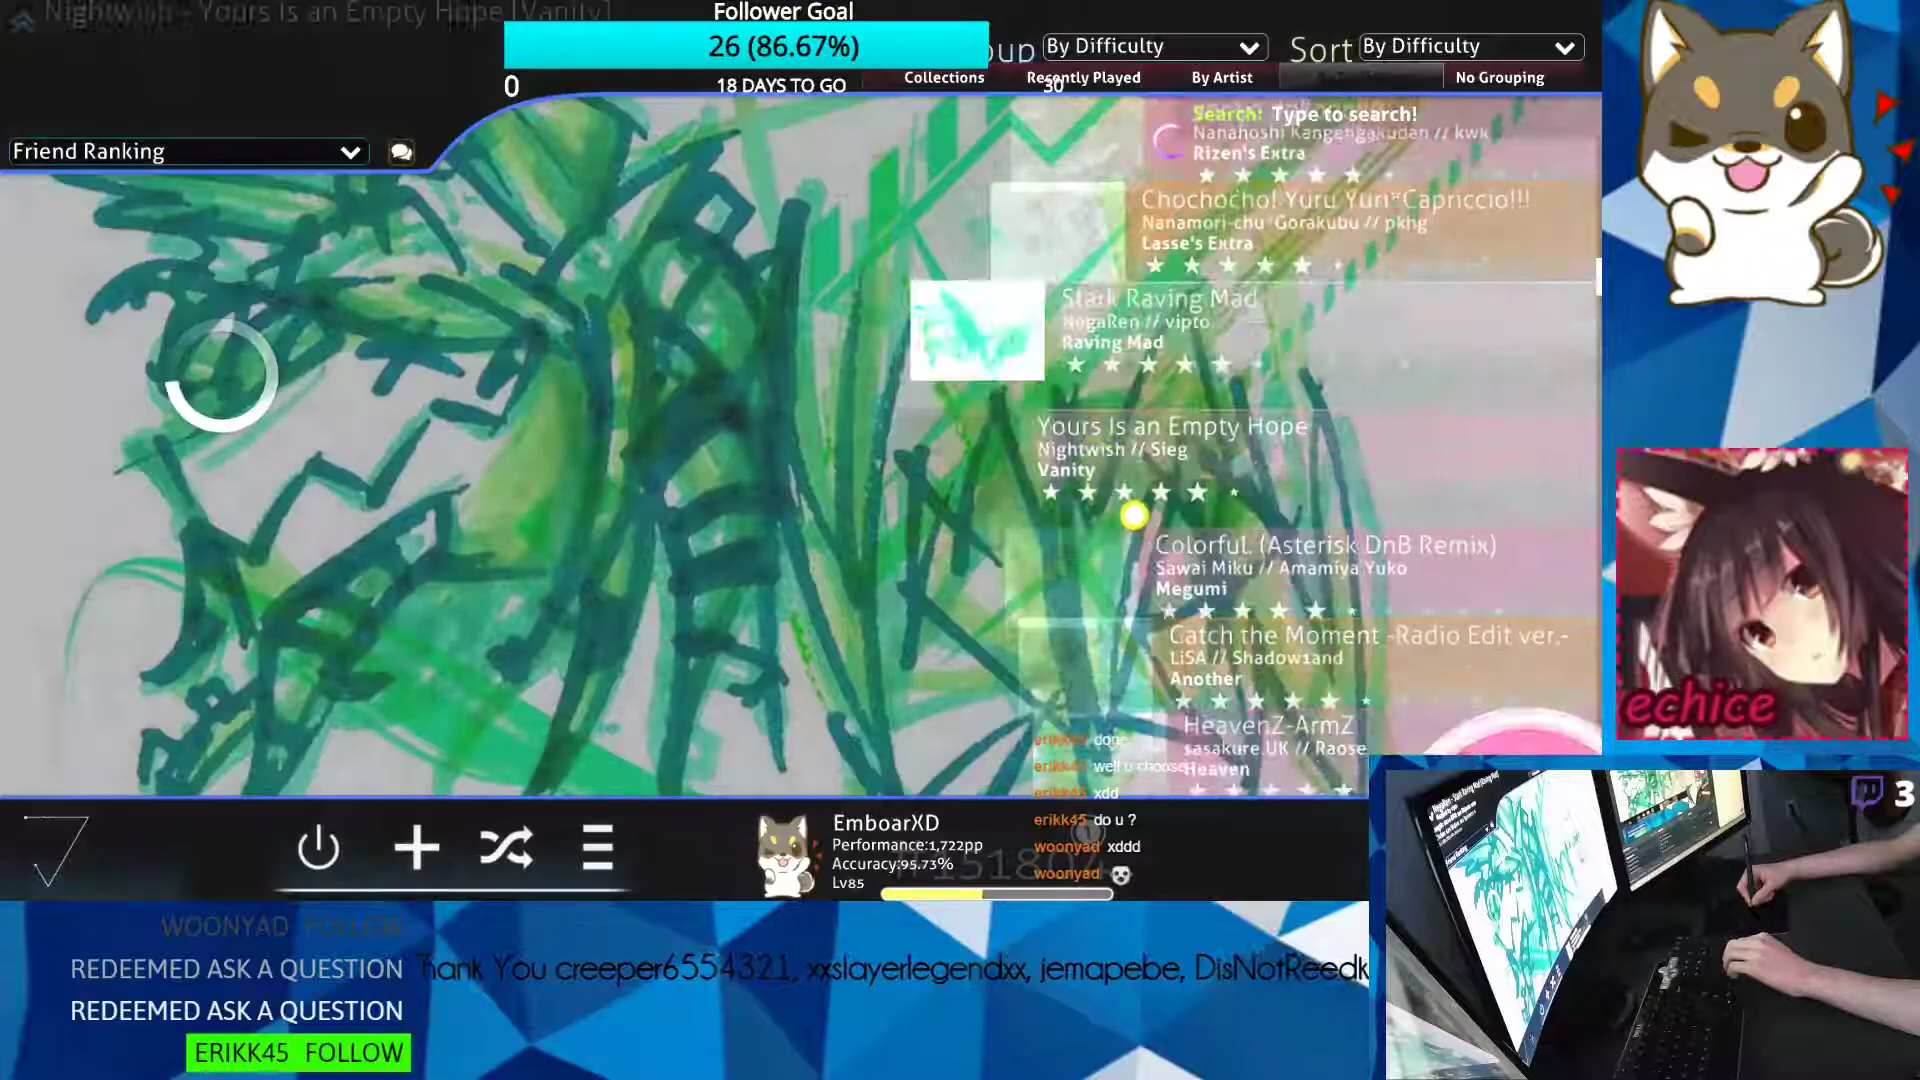 Nightwish - Yours Is an Empty Hope [Vanity]
Follower Goal
26 (86.67%)
0
18 DAYS TO GO
30
oup
By Difficulty
Sort
By Difficulty
Collections
Recently Played
By Artist
No Grouping
Friend Ranking
Search: Type to search!
Nanahoshi Kangengakudan // kwk
Rizen's Extra
Chochocho! Yuru Yuri*Capriccio!!!
Nanamori-chu*Gorakubu // pkhg
Lasse's Extra
Stark Raving Mad
NegaRen // vipto
Raving Mad
Yours Is an Empty Hope
Nightwish // Sieg
Vanity
Colorful. (Asterisk DnB Remix)
Sawai Miku // Amamiya Yuko
Megumi
Catch the Moment -Radio Edit ver.-
LiSA // Shadow1and
Another
HeavenZ-ArmZ
sasakure.UK // Raose
Heaven
erikk45 done
erikk45 well u choose
erikk45 xdd
erikk45 do u ?
woonyad xddd
woonyad
EmboarXD
Performance:1,722pp
Accuracy:95.73%
Lv85
echice
3
WOONYAD FOLLOW
REDEEMED ASK A QUESTION
REDEEMED ASK A QUESTION
ERIKK45 FOLLOW
Thank You creeper6554321, xxslayerlegendxx, jemapebe, DisNotReedk